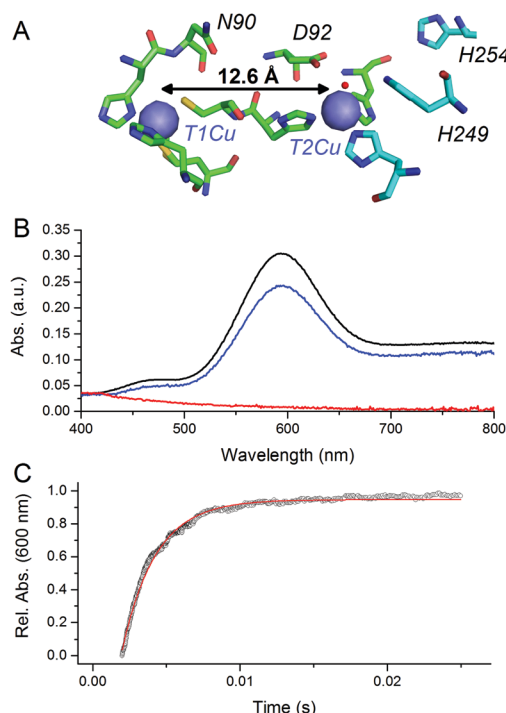 A
N90
D92
H254
12.6 Å
H249
T1Cu
T2Cu
B
0.35
0.30
0.25
0.20
0.15
0.10
0.05
0.00
Abs. (a.u.)
400 500 600 700 800
Wavelength (nm)
C
1.0
0.8
0.6
0.4
0.2
0.0
Rel. Abs. (600 nm)
0.00 0.01 0.02
Time (s)